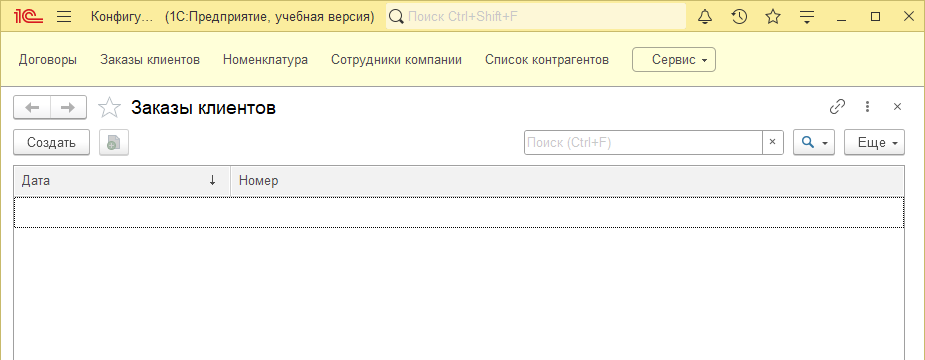 1С Конфигу... (1С:Предприятие, учебная версия) Поиск Ctrl+Shift+F
Договоры Заказы клиентов Номенклатура Сотрудники компании Список контрагентов Сервис
Заказы клиентов
Создать Поиск (Ctrl+F) × Еще
Дата ↓ Номер